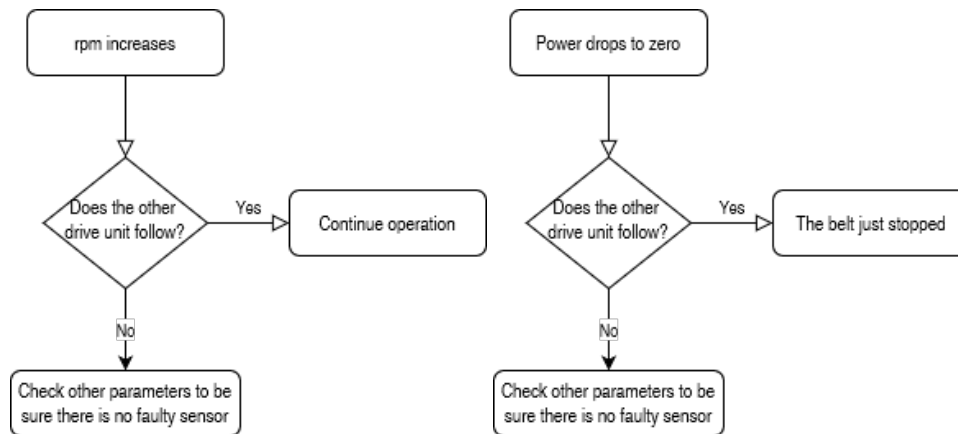 rpm increases
Does the other
drive unit follow?
Yes
Continue operation
No
Check other parameters to be
sure there is no faulty sensor
Power drops to zero
Does the other
drive unit follow?
Yes
The belt just stopped
No
Check other parameters to be
sure there is no faulty sensor